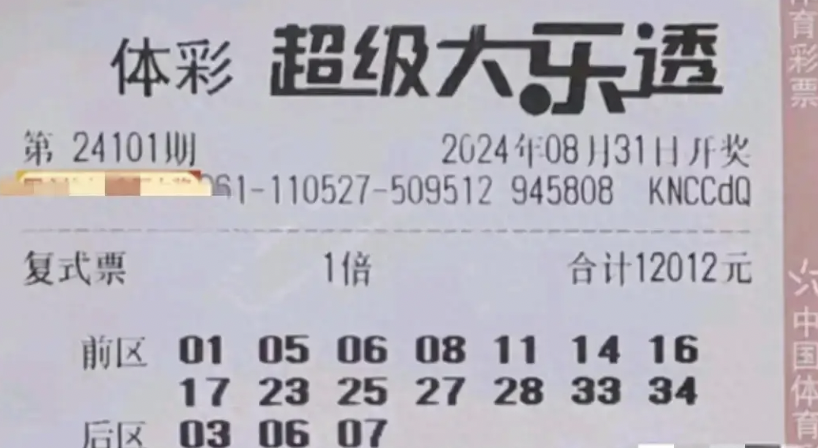 体彩 超级大乐透
第 24101期 2024年08月31日开奖
61-110527-509512 945808 KNCCdQ
复式票 1倍 合计12012元
前区 01 05 06 08 11 14 16
17 23 25 27 28 33 34
后区 03 06 07
体育彩票
中国体育